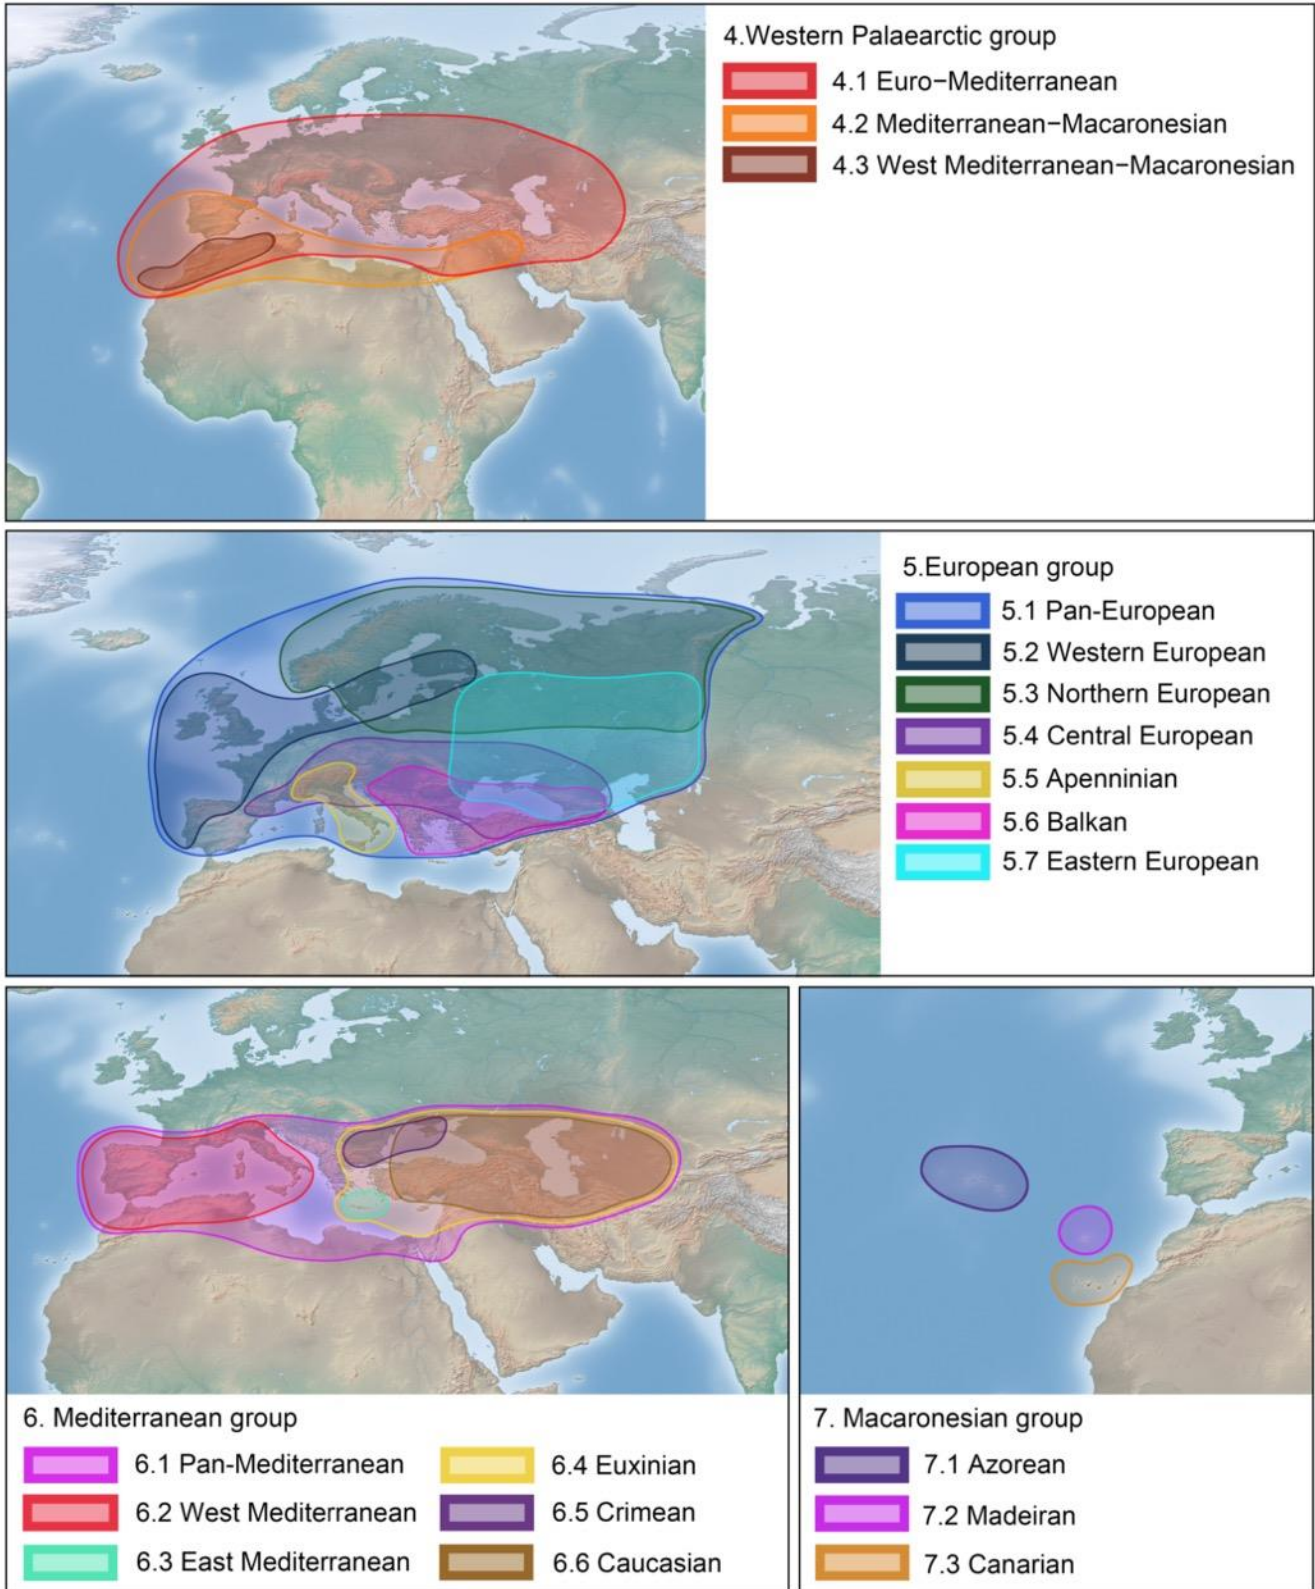 4.Western Palaearctic group
4.1 Euro−Mediterranean
4.2 Mediterranean−Macaronesian
4.3 West Mediterranean−Macaronesian
5.European group
5.1 Pan-European
5.2 Western European
5.3 Northern European
5.4 Central European
5.5 Apenninian
5.6 Balkan
5.7 Eastern European
6. Mediterranean group
6.1 Pan-Mediterranean
6.2 West Mediterranean
6.3 East Mediterranean
6.4 Euxinian
6.5 Crimean
6.6 Caucasian
7. Macaronesian group
7.1 Azorean
7.2 Madeiran
7.3 Canarian